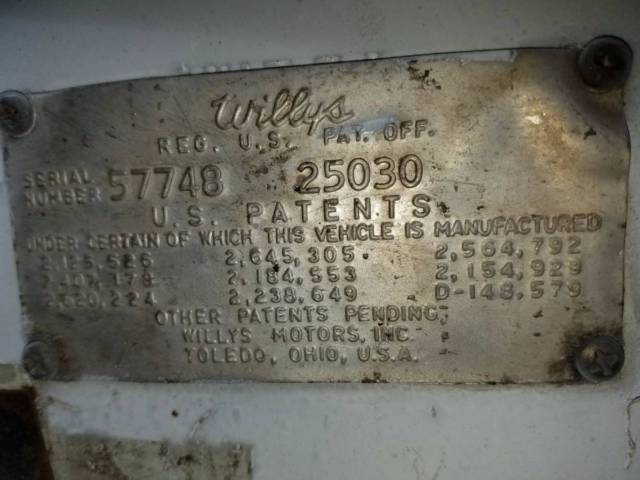 Willys
REG. U.S. PAT. OFF.
SERIAL NUMBER 57748 25030
U.S. PATENTS
UNDER CERTAIN OF WHICH THIS VEHICLE IS MANUFACTURED
2,645,305 2,564,792
2,184,553 2,154,929
2,238,649 D-148,579
OTHER PATENTS PENDING,
WILLYS MOTORS, INC
TOLEDO, OHIO, U.S.A.